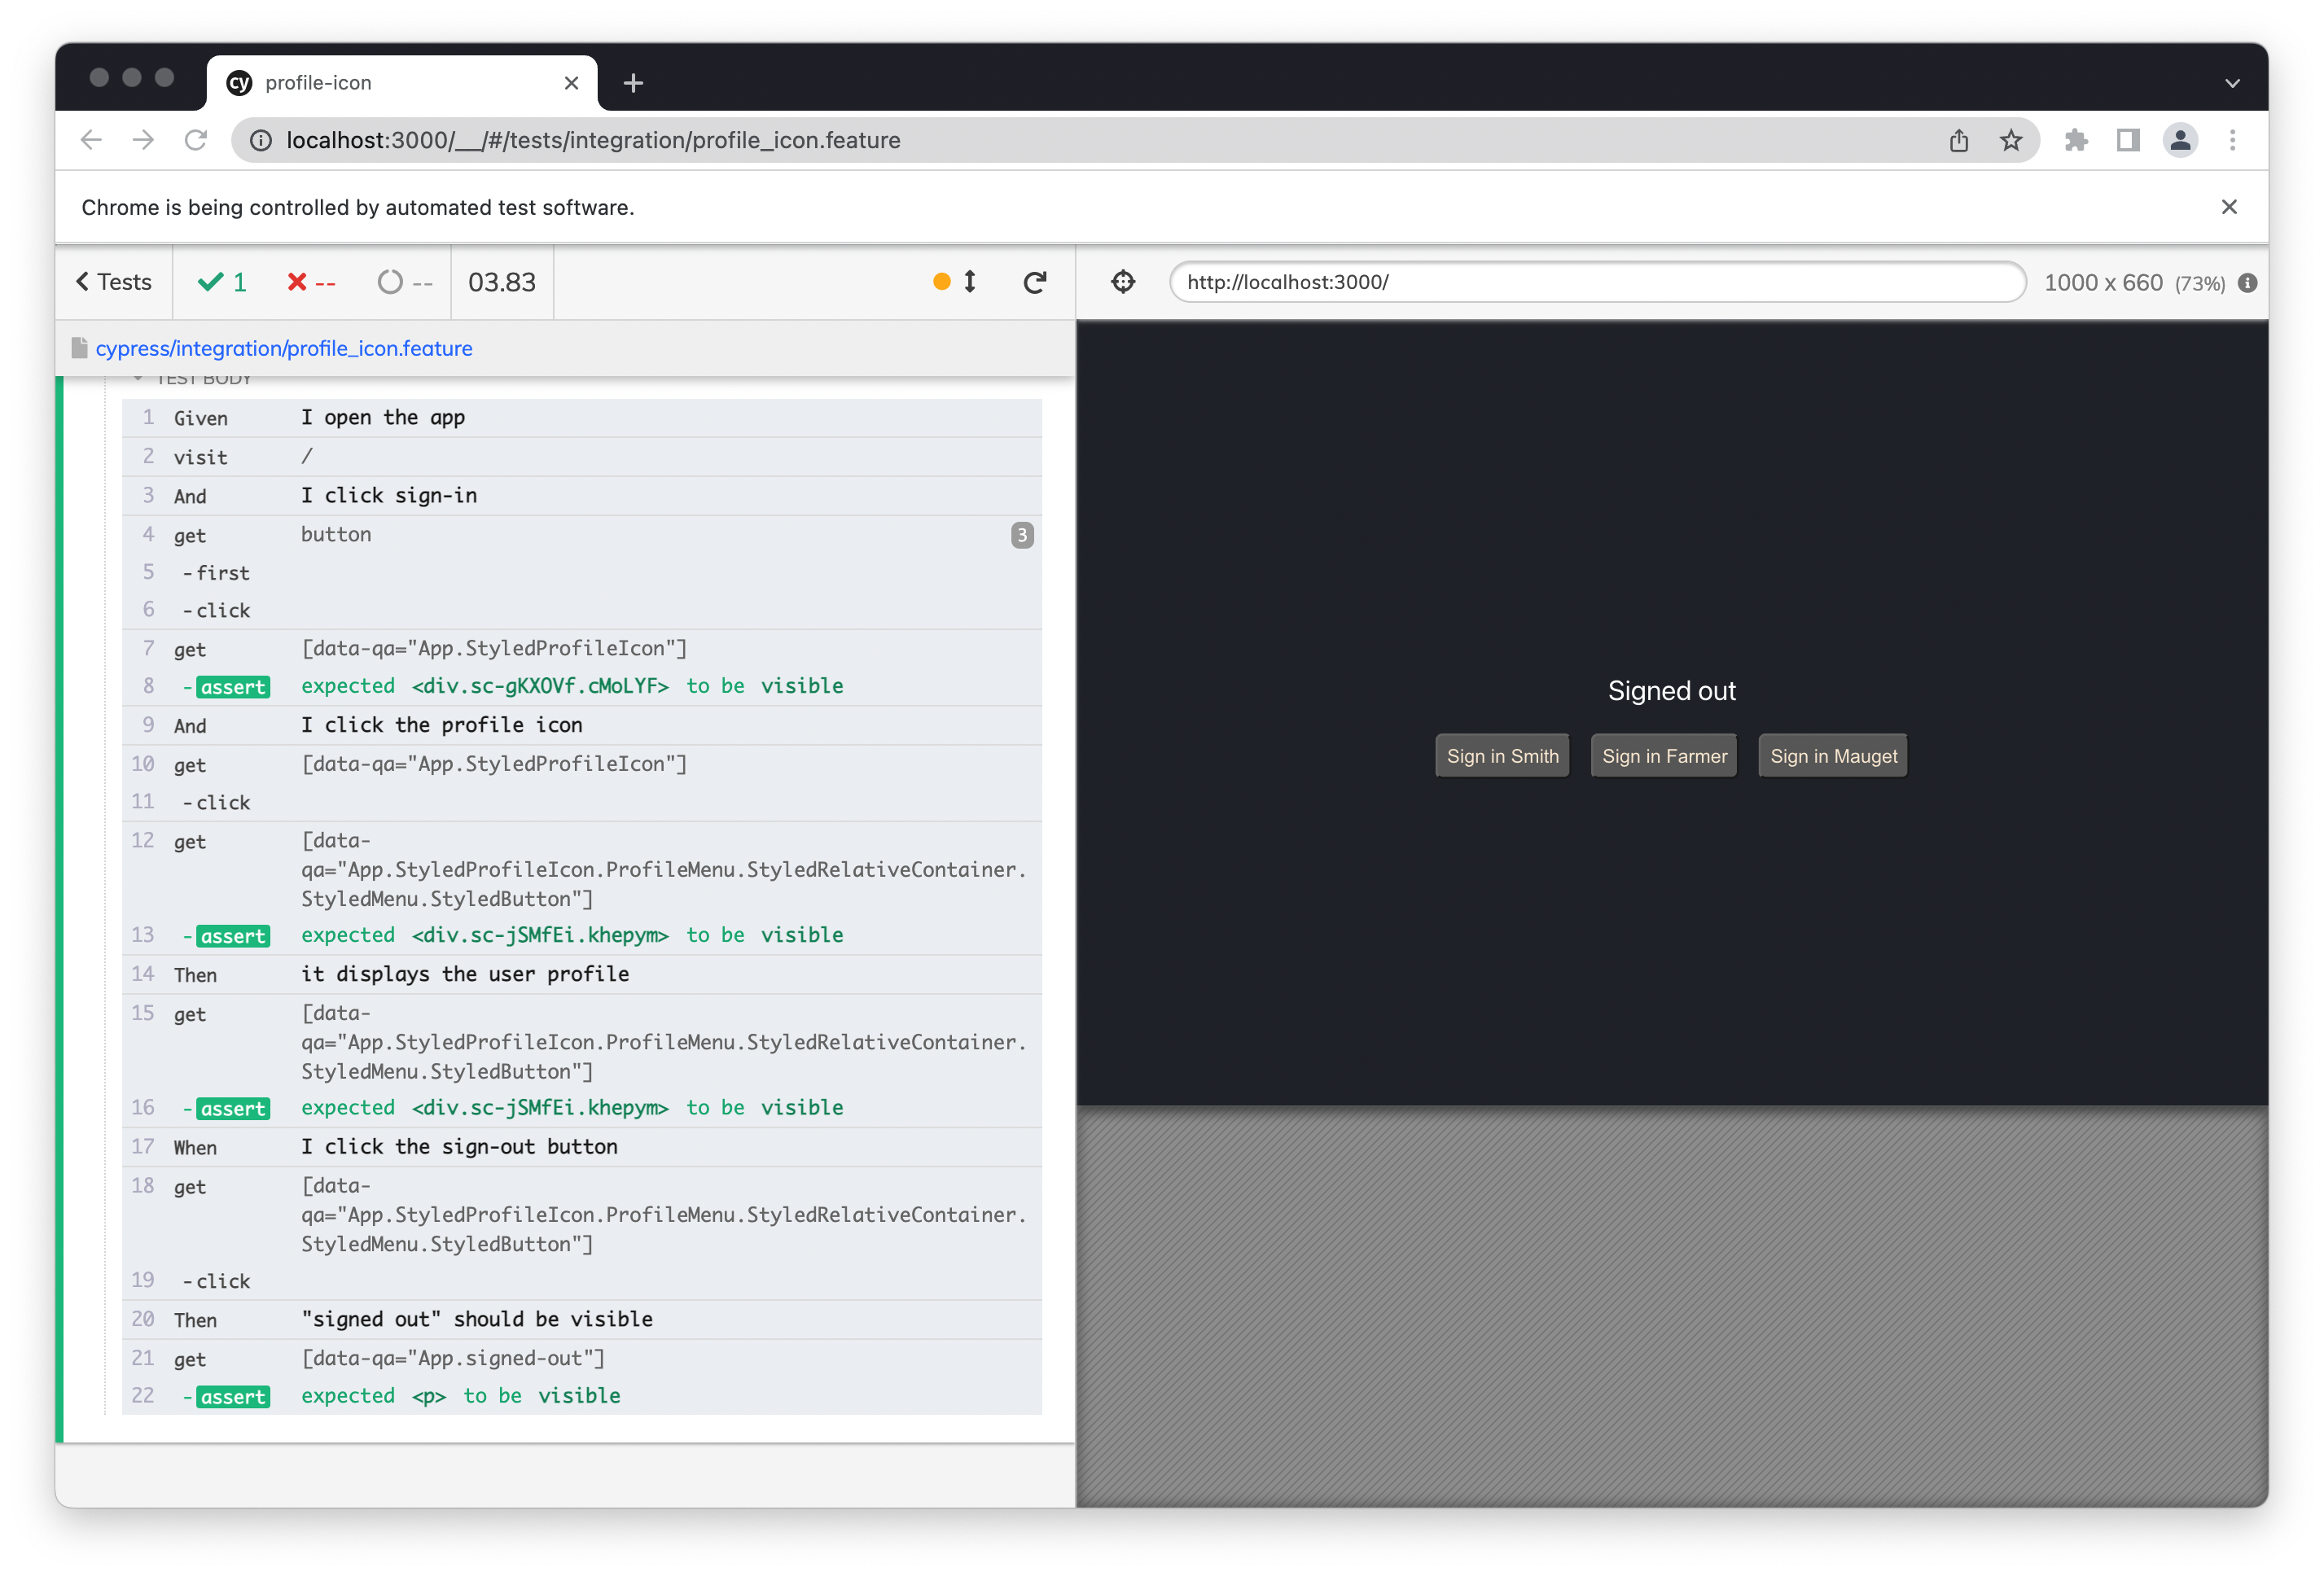 cy profile-icon
localhost:3000/__/#/tests/integration/profile_icon.feature
Chrome is being controlled by automated test software.
Tests 1 -- -- 03.83
http://localhost:3000/ 1000 x 660 (73%)
cypress/integration/profile_icon.feature
TEST BODY
1 Given I open the app
2 visit /
3 And I click sign-in
4 get button 3
5 -first
6 -click
7 get [data-qa="App.StyledProfileIcon"]
8 -assert expected <div.sc-gKXOVf.cMoLYF> to be visible
9 And I click the profile icon
10 get [data-qa="App.StyledProfileIcon"]
11 -click
12 get [data-
qa="App.StyledProfileIcon.ProfileMenu.StyledRelativeContainer.
StyledMenu.StyledButton"]
13 -assert expected <div.sc-jSMfEi.khepym> to be visible
14 Then it displays the user profile
15 get [data-
qa="App.StyledProfileIcon.ProfileMenu.StyledRelativeContainer.
StyledMenu.StyledButton"]
16 -assert expected <div.sc-jSMfEi.khepym> to be visible
17 When I click the sign-out button
18 get [data-
qa="App.StyledProfileIcon.ProfileMenu.StyledRelativeContainer.
StyledMenu.StyledButton"]
19 -click
20 Then "signed out" should be visible
21 get [data-qa="App.signed-out"]
22 -assert expected <p> to be visible
Signed out
Sign in Smith Sign in Farmer Sign in Mauget